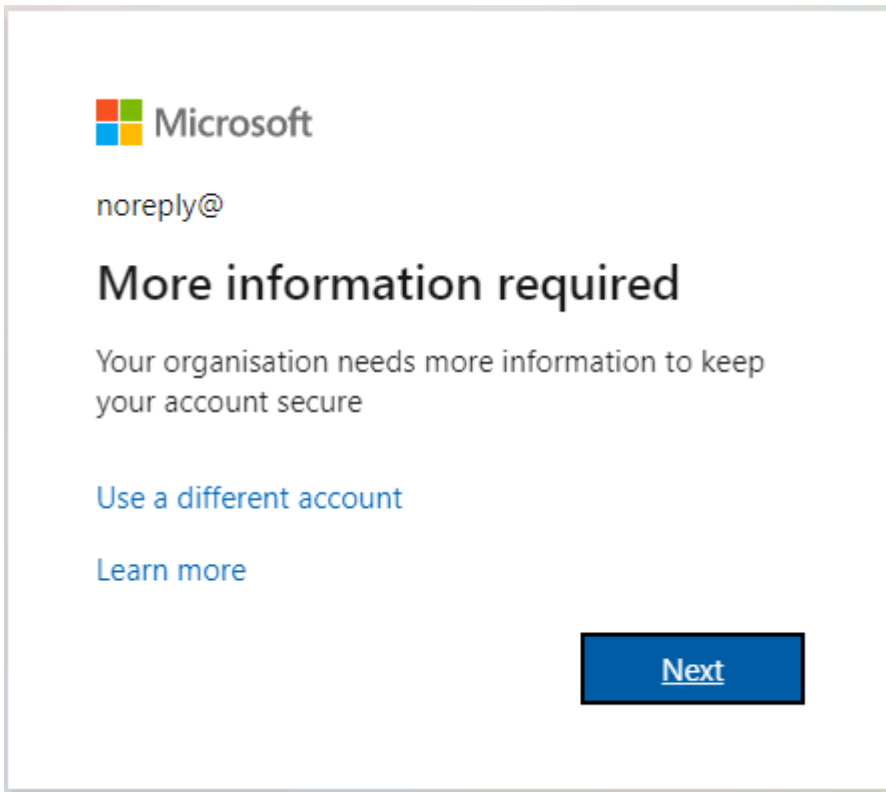 Microsoft
noreply@
More information required
Your organisation needs more information to keep
your account secure
Use a different account
Learn more
Next